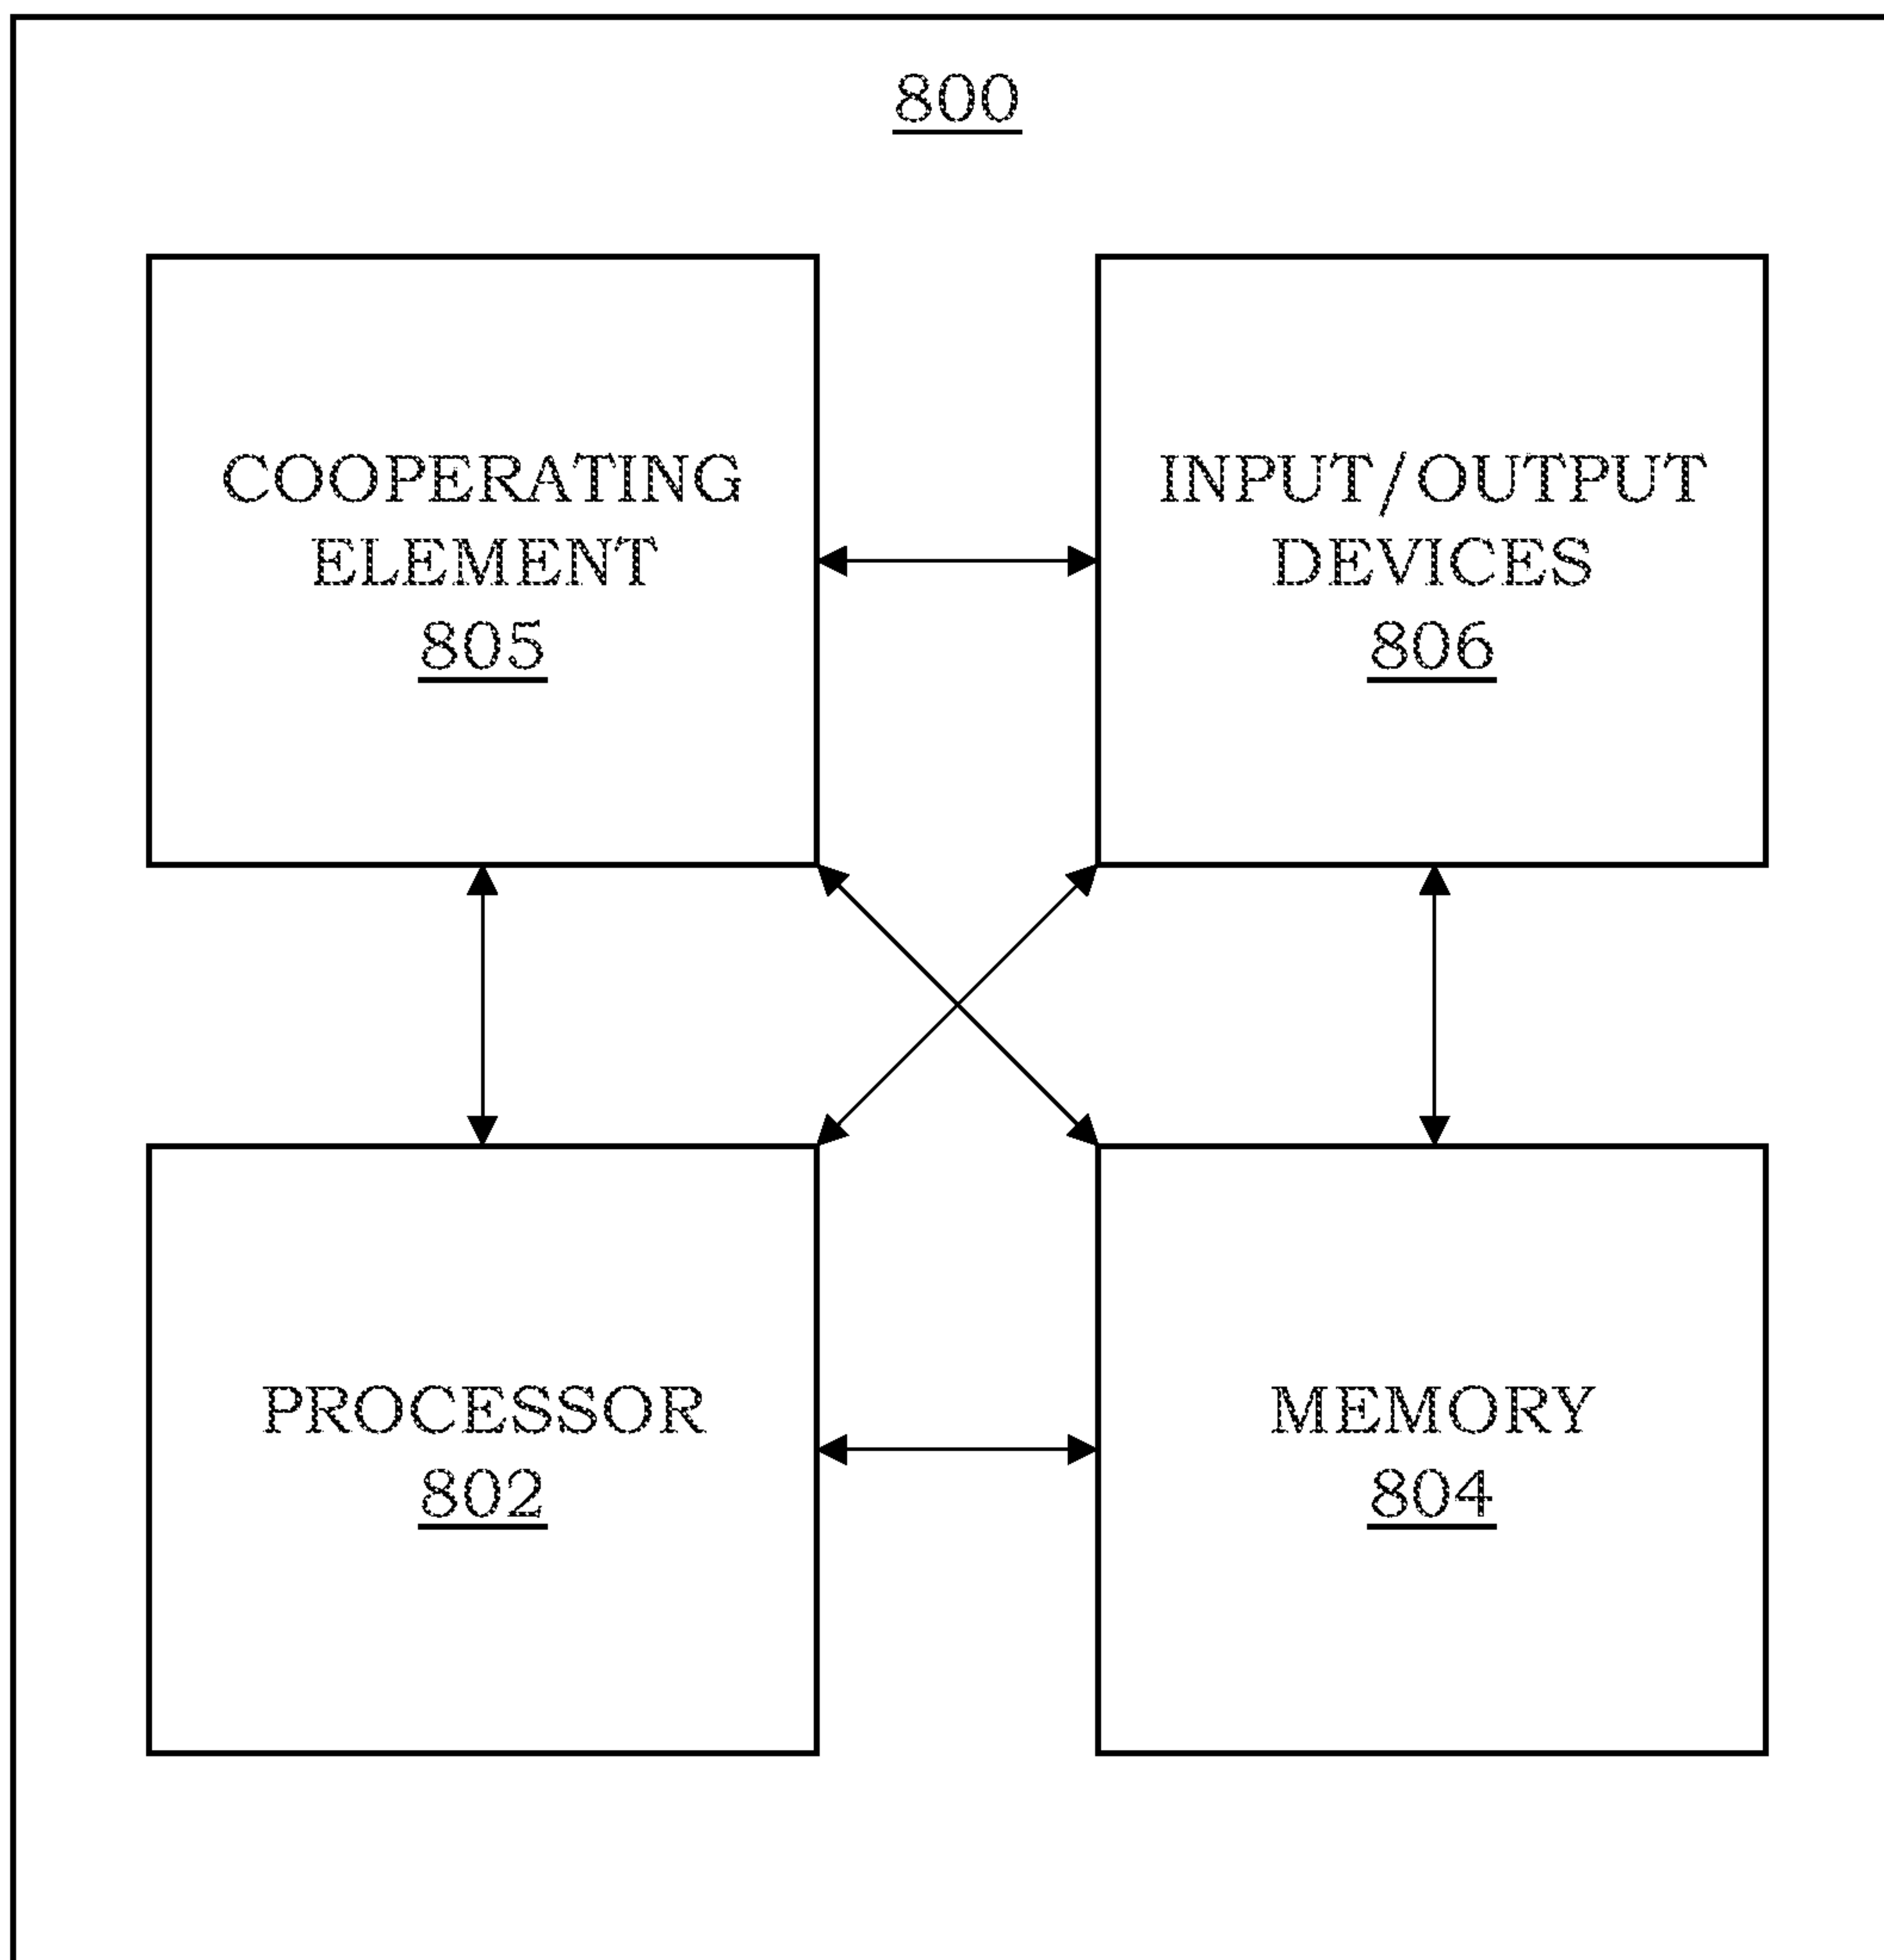 800
COOPERATING
ELEMENT
805
INPUT/OUTPUT
DEVICES
806
PROCESSOR
802
MEMORY
804